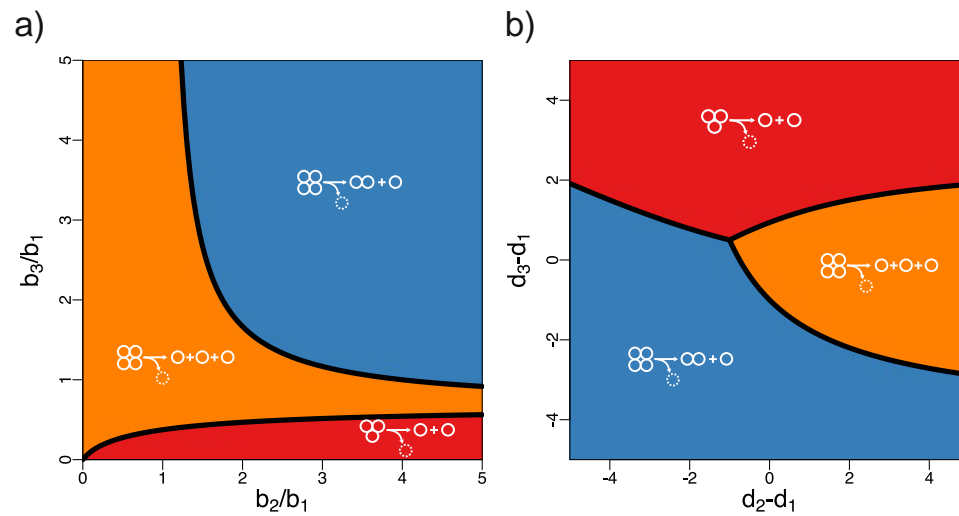 a)
5
4
3
2
1
0
b₃/b₁
+
+ +
+
0 1 2 3 4 5
b₂/b₁
b)
4
2
0
-2
-4
d₃-d₁
+
+ +
+
-4 -2 0 2 4
d₂-d₁